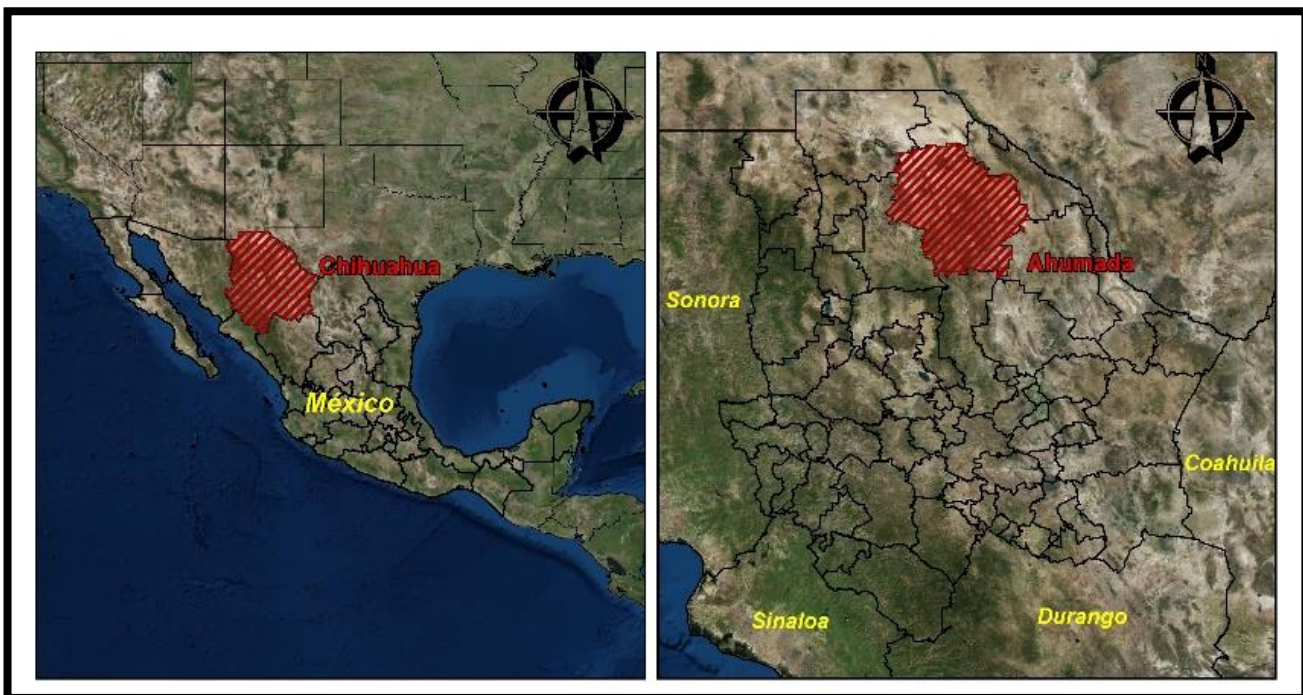 N
Chihuahua
México
N
Ahumada
Sonora
Coahuila
Sinaloa
Durango